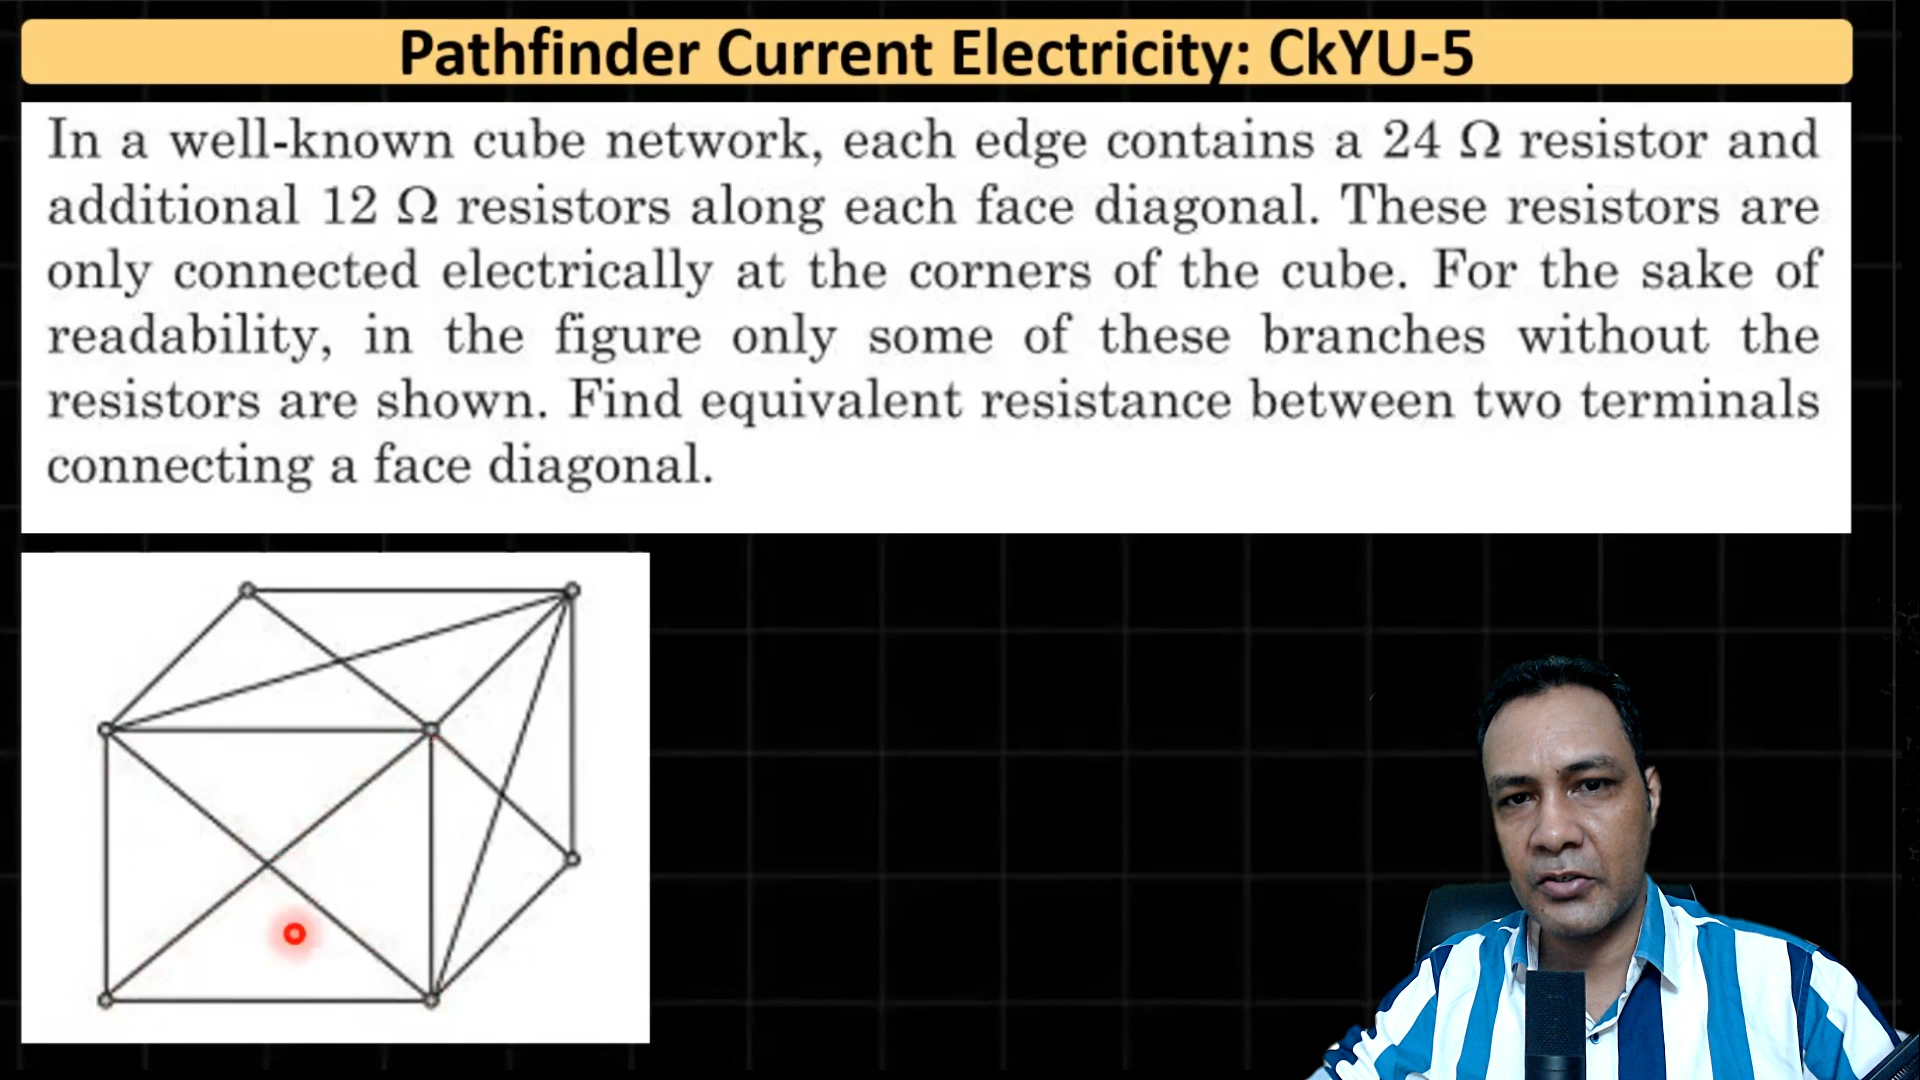 Pathfinder Current Electricity: CkYU-5
In a well-known cube network, each edge contains a 24 Ω resistor and
additional 12 Ω resistors along each face diagonal. These resistors are
only connected electrically at the corners of the cube. For the sake of
readability, in the figure only some of these branches without the
resistors are shown. Find equivalent resistance between two terminals
connecting a face diagonal.